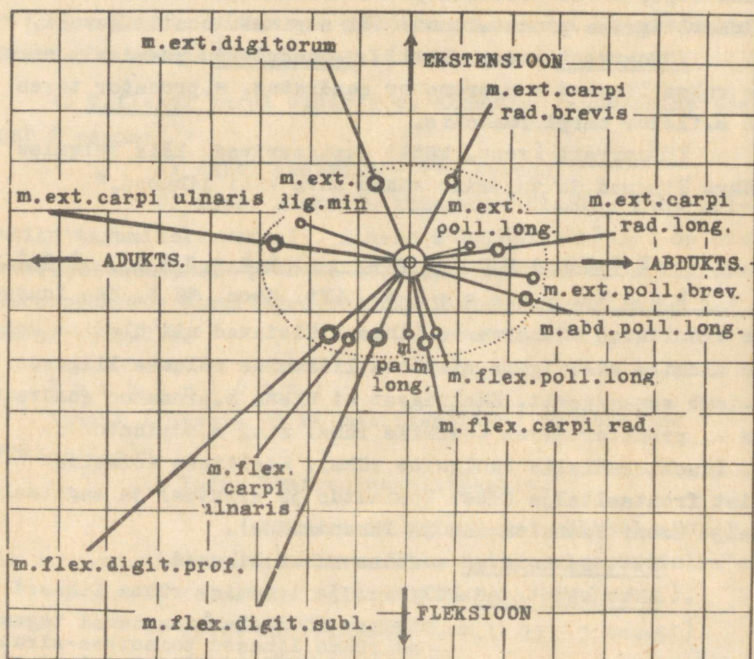 m.ext.digitorum
EKSTENSIOON
m.ext.carpi
rad.brevis
m.ext.
dig.min
m.ext.
poll.long.
m.ext.carpi
rad.long.
m.ext.carpi ulnaris
ADUKTS.
ABDUKTS.
m.ext.poll.brev.
m.abd.poll.long.
m
palm
long.
m.flex.poll.long
m.flex.carpi rad.
m.flex.
carpi
ulnaris
m.flex.digit.prof.
m.flex.digit.subl.
FLEKSIOON